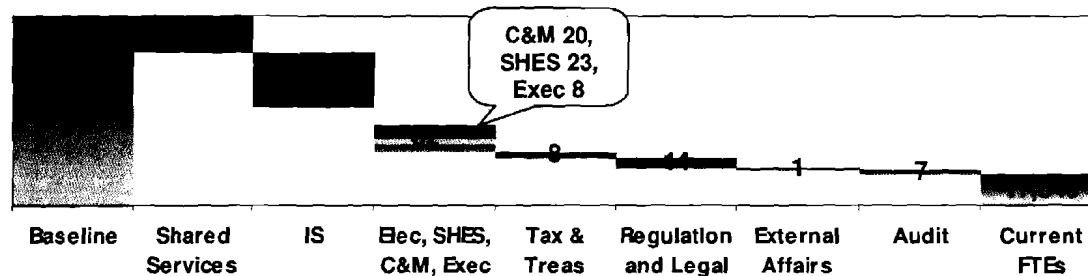 C&M 20,
SHES 23,
Exec 8
8
11
1
7
Baseline
Shared
Services
IS
Elec, SHES,
C&M, Exec
Tax &
Treas
Regulation
and Legal
External
Affairs
Audit
Current
FTEs